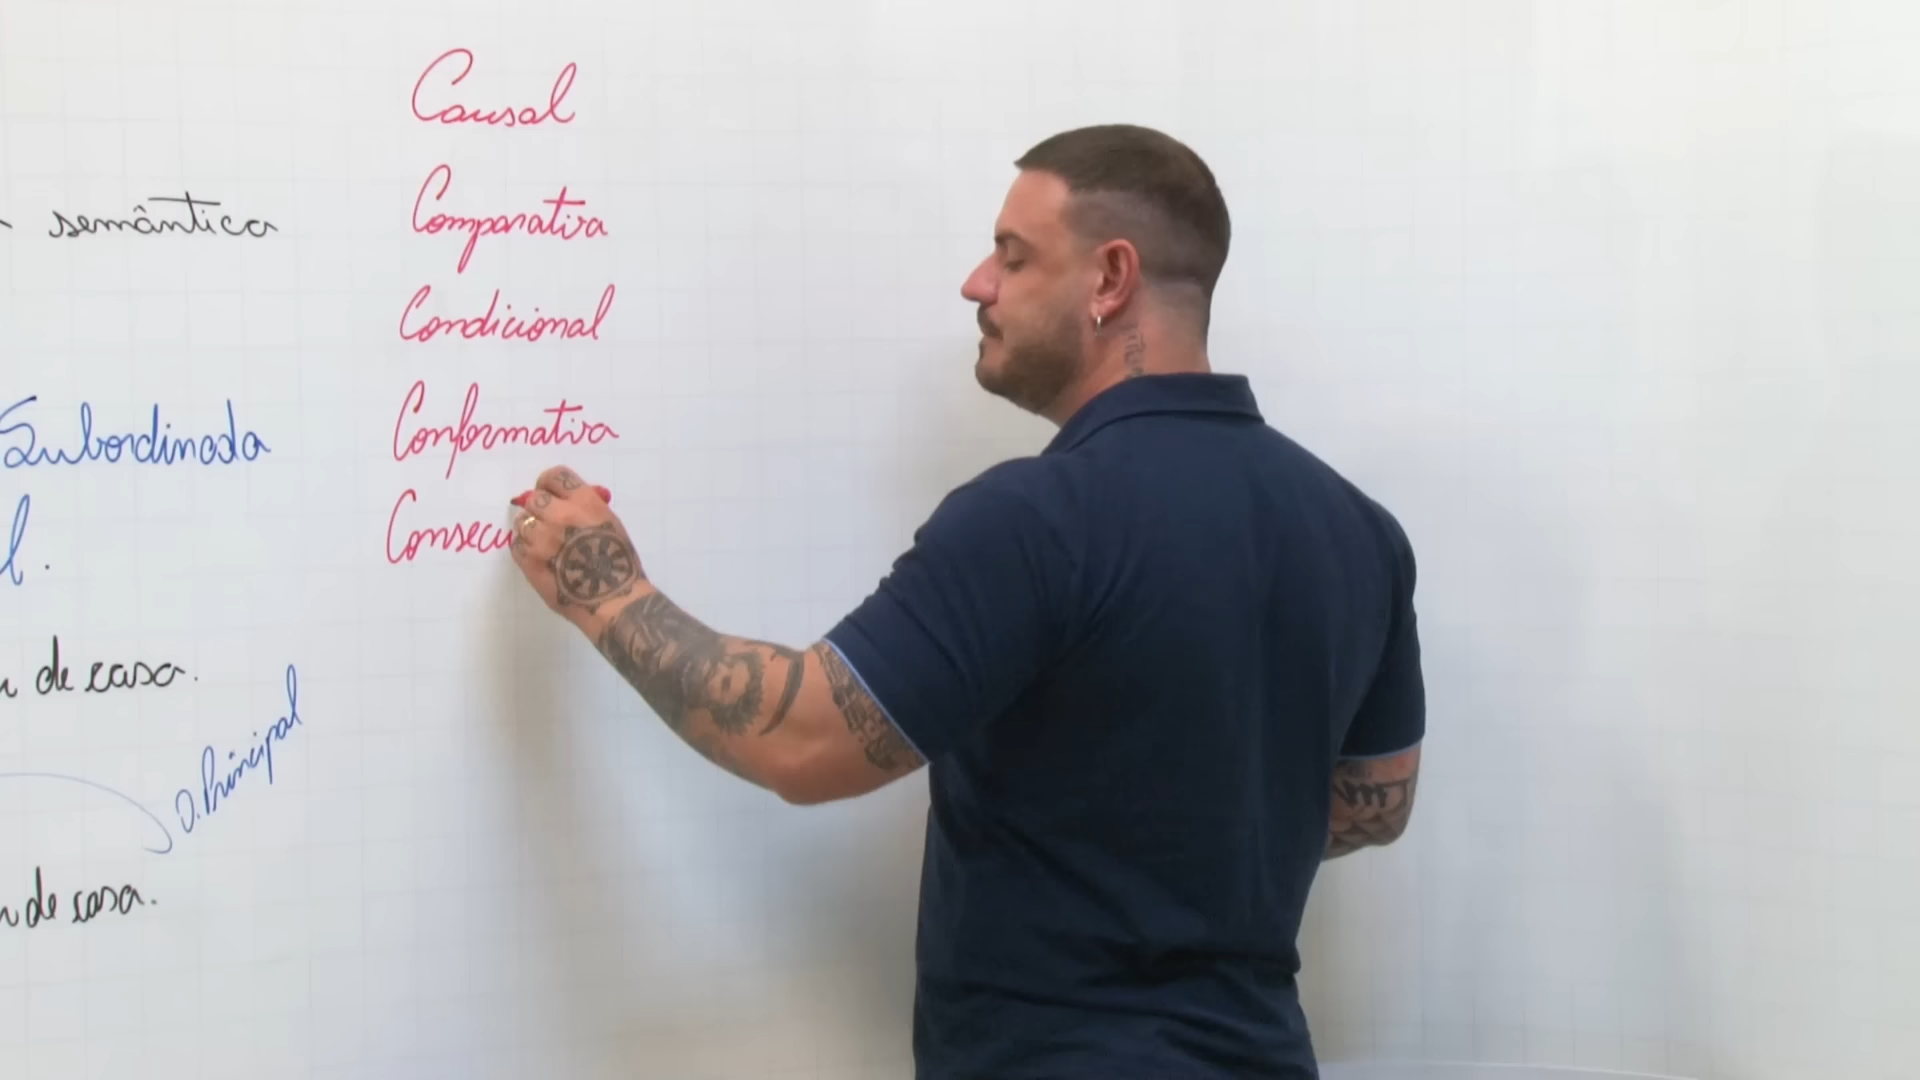 Causal
semântica
Comparativa
Condicional
Conformativa
Subordinada
Consecu
l.
de casa.
O. Principal
de casa.